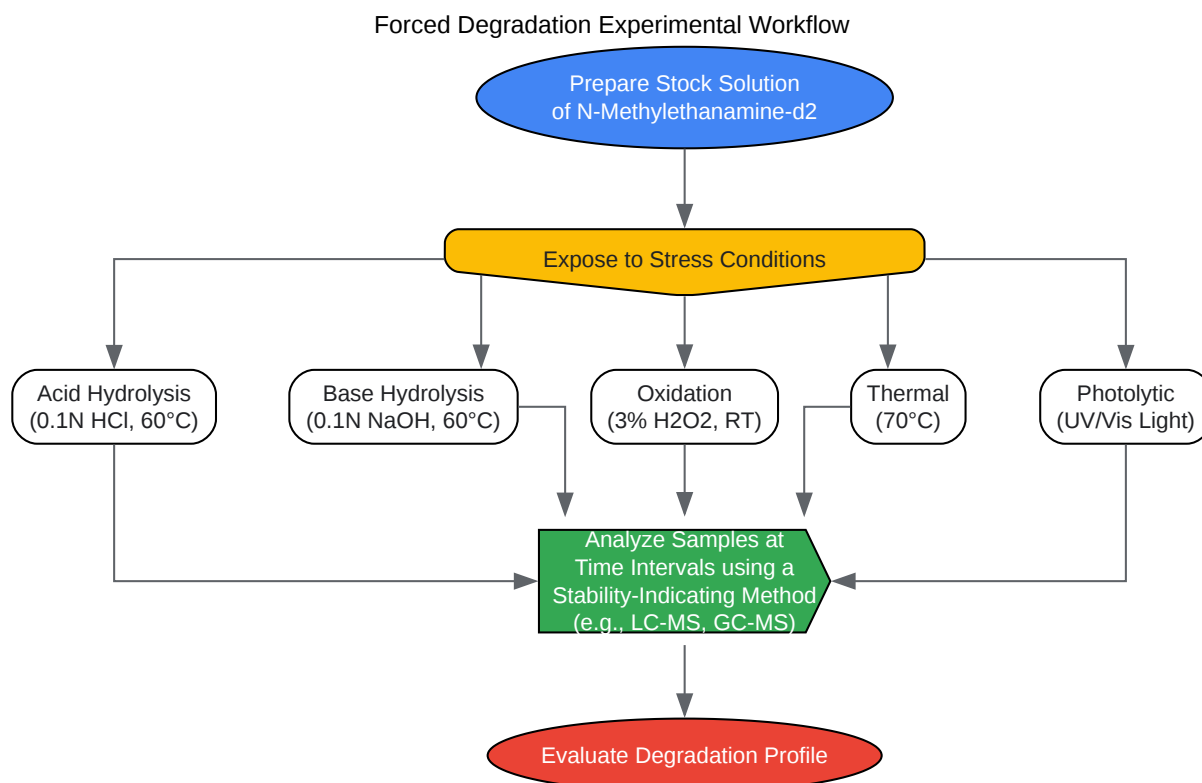 Forced Degradation Experimental Workflow
Prepare Stock Solution
of N-Methylethanamine-d2
Expose to Stress Conditions
Acid Hydrolysis
(0.1N HCl, 60°C)
Base Hydrolysis
(0.1N NaOH, 60°C)
Oxidation
(3% H2O2, RT)
Thermal
(70°C)
Photolytic
(UV/Vis Light)
Analyze Samples at
Time Intervals using a
Stability-Indicating Method
(e.g., LC-MS, GC-MS)
Evaluate Degradation Profile